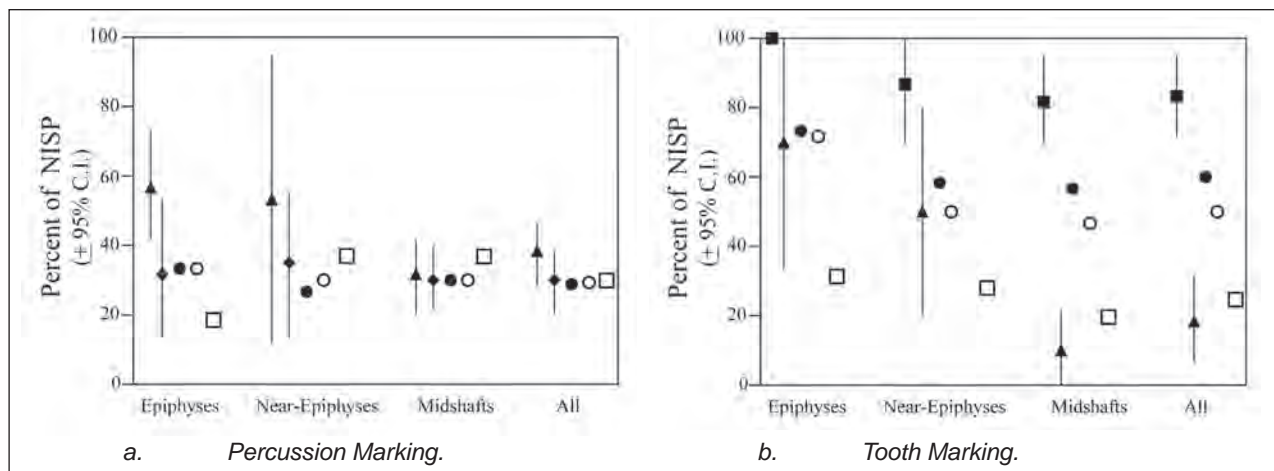 100
80
60
40
20
0
Percent of NISP
(± 95% C.I.)
Epiphyses Near-Epiphyses Midshafts All
a. Percussion Marking.
100
80
60
40
20
0
Percent of NISP
(± 95% C.I.)
Epiphyses Near-Epiphyses Midshafts All
b. Tooth Marking.